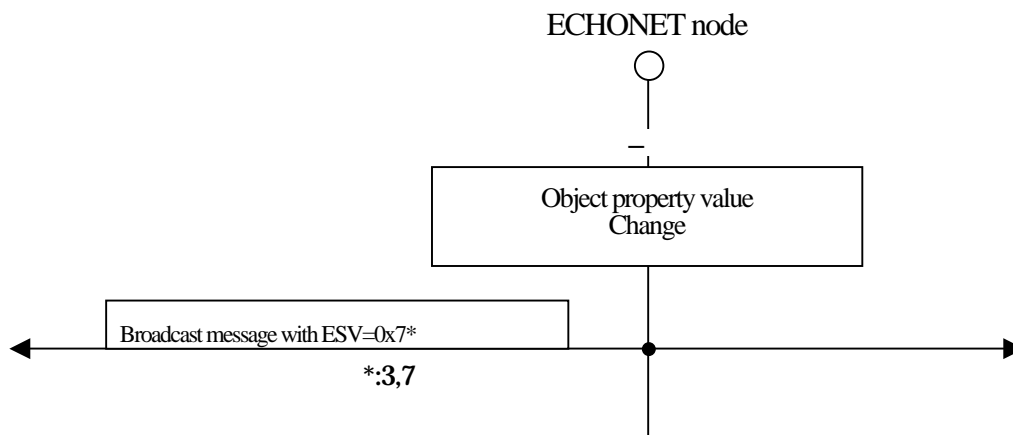 ECHONET node
–
Object property value
Change
Broadcast message with ESV=0x7*
*:3,7